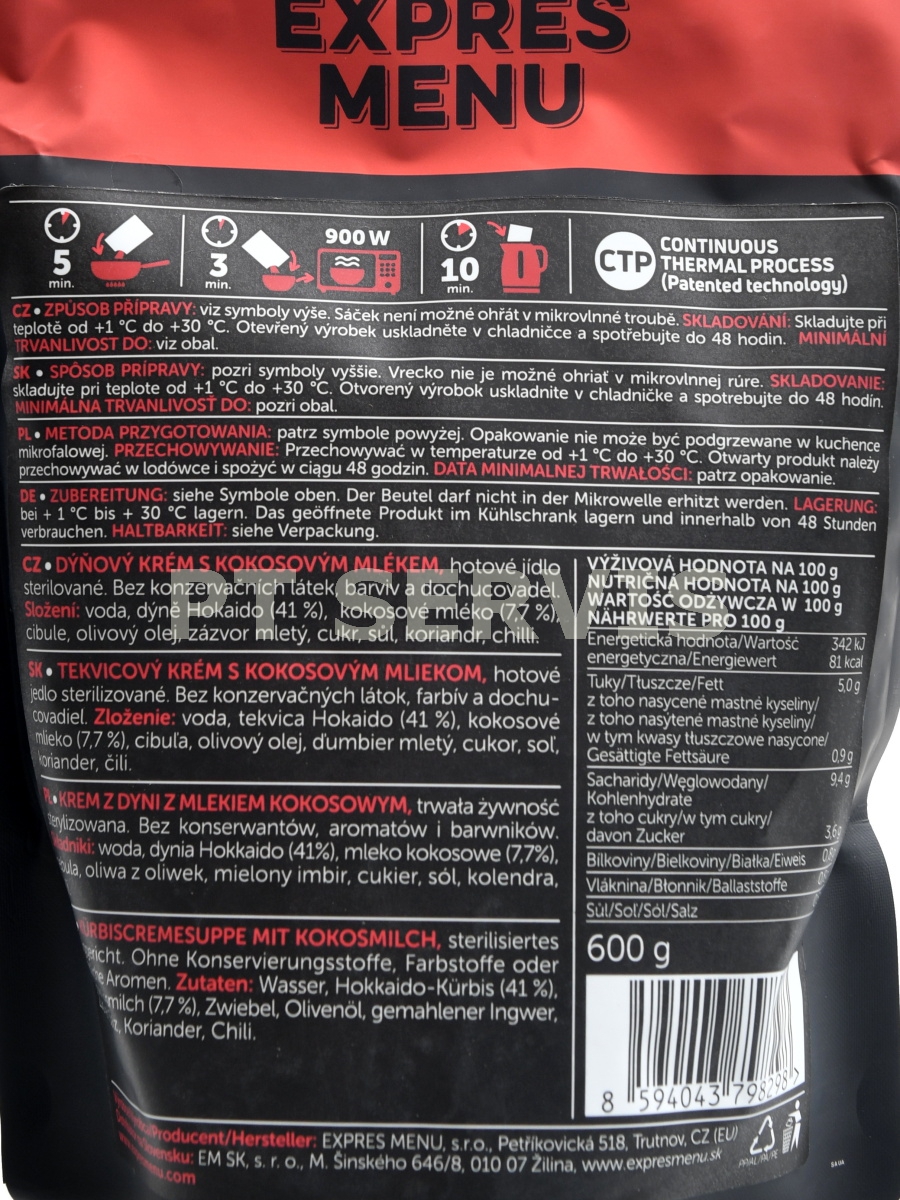 EXPRES
MENU
5
min.
3
min.
900 W
10
min.
CTP
CONTINUOUS
THERMAL PROCESS
(Patented technology)
CZ • ZPŮSOB PŘÍPRAVY: viz symboly výše. Sáček není možné ohřát v mikrovlnné troubě. SKLADOVÁNÍ: Skladujte při
teplotě od +1 °C do +30 °C. Otevřený výrobek uskladněte v chladničce a spotřebujte do 48 hodin. MINIMÁLNÍ
TRVANLIVOST DO: viz obal.
SK • SPÔSOB PRÍPRAVY: pozri symboly vyššie. Vrecko nie je možné ohriať v mikrovlnnej rúre. SKLADOVANIE:
skladujte pri teplote od +1 °C do +30 °C. Otvorený výrobok uskladnite v chladničke a spotrebujte do 48 hodín.
MINIMÁLNA TRVANLIVOSŤ DO: pozri obal.
PL • METODA PRZYGOTOWANIA: patrz symbole powyżej. Opakowanie nie może być podgrzewane w kuchence
mikrofalowej. PRZECHOWYWANIE: Przechowywać w temperaturze od +1 °C do +30 °C. Otwarty produkt należy
przechowywać w lodówce i spożyć w ciągu 48 godzin. DATA MINIMALNEJ TRWAŁOŚCI: patrz opakowanie.
DE • ZUBEREITUNG: siehe Symbole oben. Der Beutel darf nicht in der Mikrowelle erhitzt werden. LAGERUNG:
bei + 1 °C bis + 30 °C lagern. Das geöffnete Produkt im Kühlschrank lagern und innerhalb von 48 Stunden
verbrauchen. HALTBARKEIT: siehe Verpackung.
CZ • DÝŇOVÝ KRÉM S KOKOSOVÝM MLÉKEM, hotové jídlo
sterilované. Bez konzervačních látek, barviv a dochucovadel.
Složení: voda, dýně Hokaido (41 %), kokosové mléko (7,7 %),
cibule, olivový olej, zázvor mletý, cukr, sůl, koriandr, chilli.
SK • TEKVICOVÝ KRÉM S KOKOSOVÝM MLIEKOM, hotové
jedlo sterilizované. Bez konzervačných látok, farbív a dochu-
covadiel. Zloženie: voda, tekvica Hokaido (41 %), kokosové
mlieko (7,7 %), cibuľa, olivový olej, ďumbier mletý, cukor, soľ,
koriander, čili.
PL • KREM Z DYNI Z MLEKIEM KOKOSOWYM, trwała żywność
sterylizowana. Bez konserwantów, aromatów i barwników.
woda, dynia Hokkaido (41%), mleko kokosowe (7,7%),
oliwa z oliwek, mielony imbir, cukier, sól, kolendra,
ÜRBISCREMESUPPE MIT KOKOSMILCH, sterilisiertes
Ohne Konservierungsstoffe, Farbstoffe oder
Aromen. Zutaten: Wasser, Hokkaido-Kürbis (41 %),
milch (7,7 %), Zwiebel, Olivenöl, gemahlener Ingwer,
Koriander, Chili.
VÝŽIVOVÁ HODNOTA NA 100 g
NUTRIČNÁ HODNOTA NA 100 g
WARTOŚĆ ODŻYWCZA W 100 g
NÄHRWERTE PRO 100 g
Energetická hodnota/Wartość 342 kJ
energetyczna/Energiewert 81 kcal
Tuky/Tłuszcze/Fett 5,0 g
z toho nasycené mastné kyseliny/
z toho nasýtené mastné kyseliny/
w tym kwasy tłuszczowe nasycone/
Gesättigte Fettsäure 0,9 g
Sacharidy/Węglowodany/ 9,4 g
Kohlenhydrate
z toho cukry/w tym cukry/
davon Zucker 3,6 g
Bílkoviny/Bielkoviny/Białka/Eiweis
Vláknina/Błonnik/Ballaststoffe
Sůl/Soľ/Sól/Salz
600 g
8 594043 798298 >
Producent/Hersteller: EXPRES MENU, s.r.o., Petříkovická 518, Trutnov, CZ (EU)
Slovensku: EM SK, s. r. o., M. Šinského 646/8, 010 07 Žilina, www.expresmenu.sk
PP/AL/PA/PE
PT SERVIS